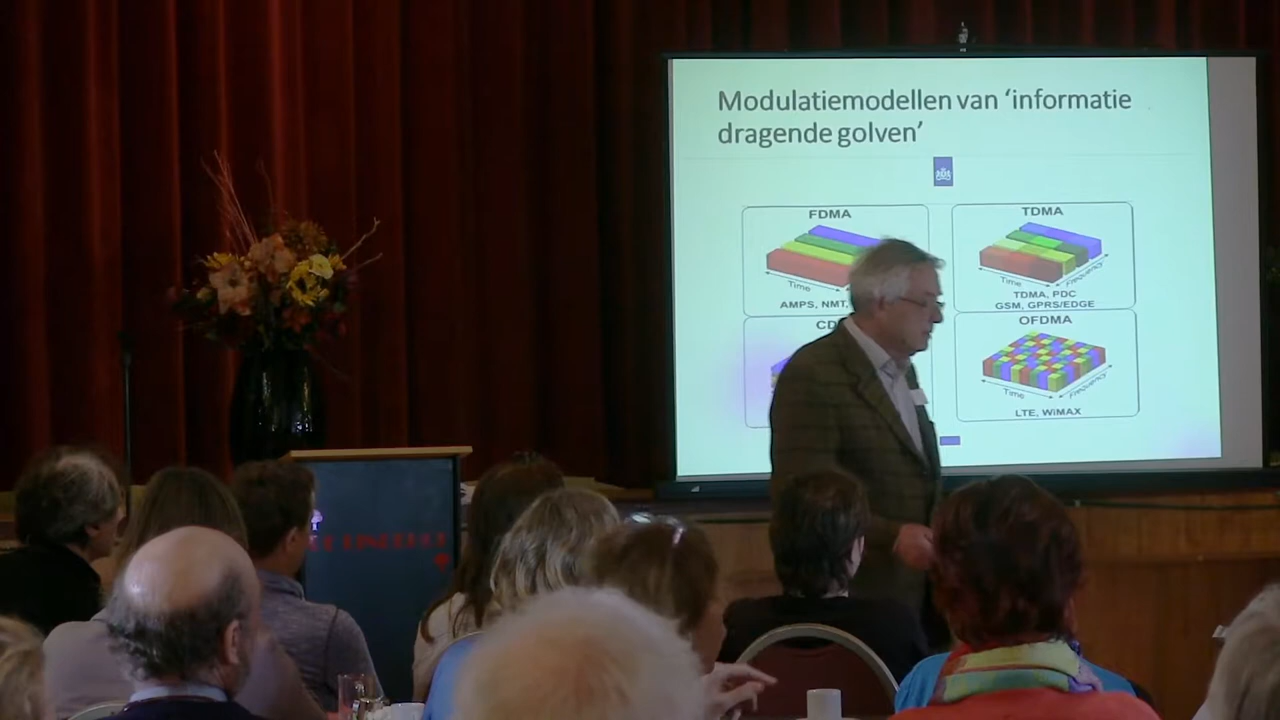 Modulatiemodellen van ‘informatie
dragende golven’
FDMA
Time
AMPS, NMT,
TDMA
Time
Frequency
TDMA, PDC
GSM, GPRS/EDGE
CD
OFDMA
Time
Frequency
LTE, WiMAX